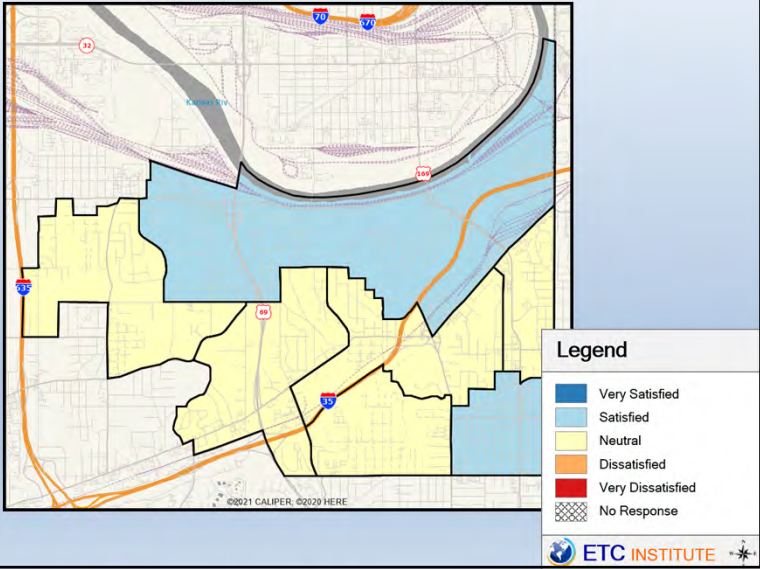 70
670
32
Kansas Riv
169
635
69
35
©2021 CALIPER; ©2020 HERE
Legend
Very Satisfied
Satisfied
Neutral
Dissatisfied
Very Dissatisfied
No Response
N
W
E
S
ETC INSTITUTE